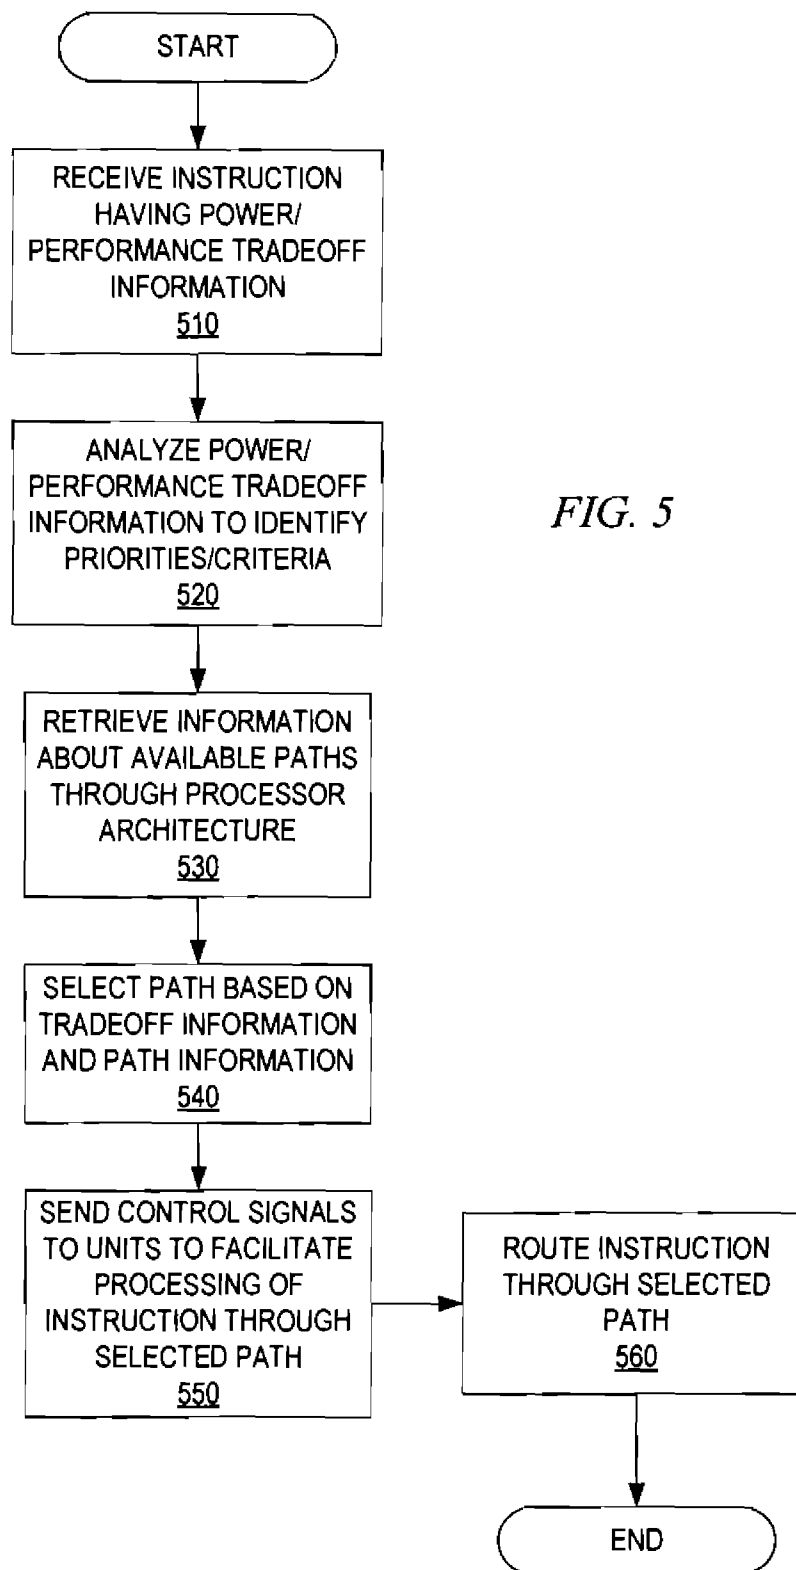 START
RECEIVE INSTRUCTION
HAVING POWER/
PERFORMANCE TRADEOFF
INFORMATION
510
ANALYZE POWER/
PERFORMANCE TRADEOFF
INFORMATION TO IDENTIFY
PRIORITIES/CRITERIA
520
FIG. 5
RETRIEVE INFORMATION
ABOUT AVAILABLE PATHS
THROUGH PROCESSOR
ARCHITECTURE
530
SELECT PATH BASED ON
TRADEOFF INFORMATION
AND PATH INFORMATION
540
SEND CONTROL SIGNALS
TO UNITS TO FACILITATE
PROCESSING OF
INSTRUCTION THROUGH
SELECTED PATH
550
ROUTE INSTRUCTION
THROUGH SELECTED
PATH
560
END